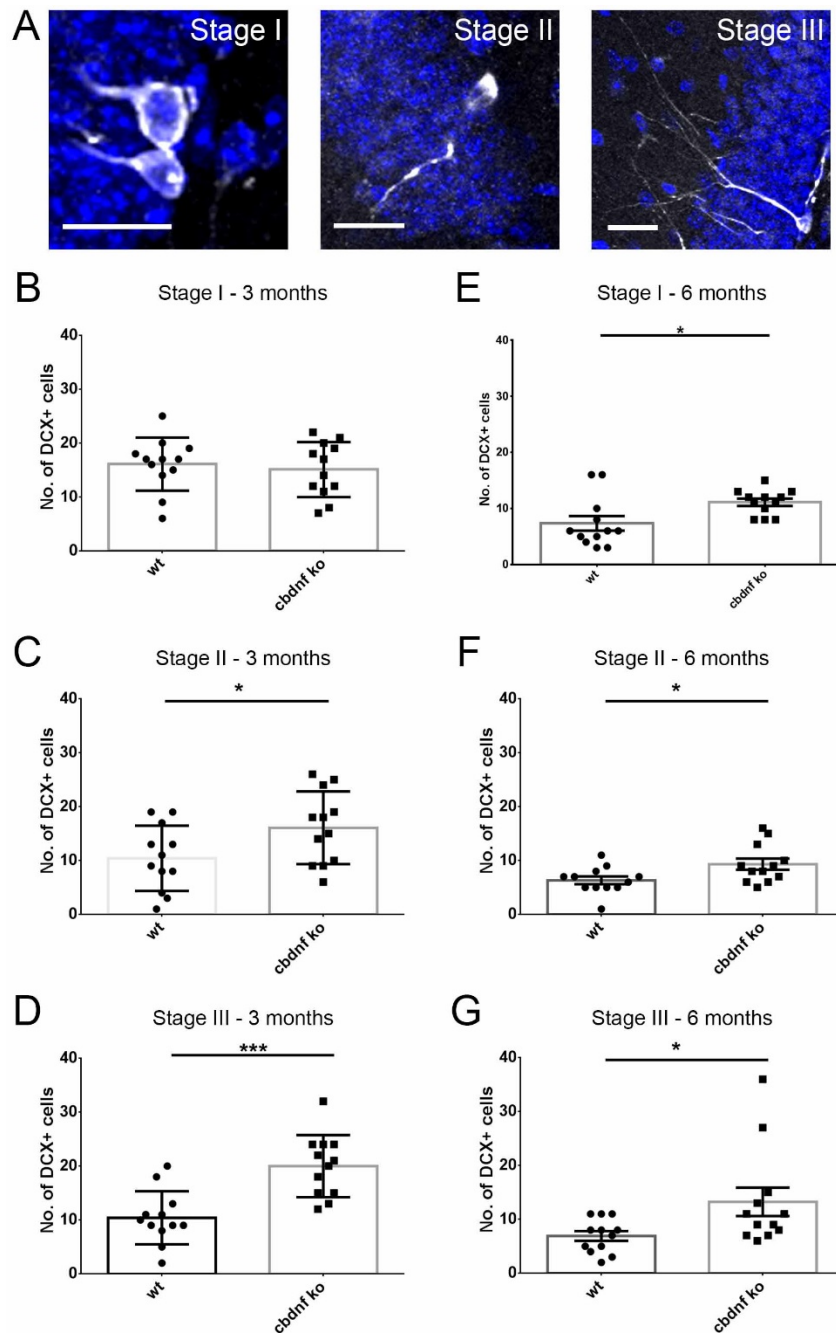 A
Stage I
Stage II
Stage III
B
Stage I - 3 months
No. of DCX+ cells
40
30
20
10
0
wt
cbdnf ko
E
Stage I - 6 months
*
No. of DCX+ cells
40
30
20
10
0
wt
cbdnf ko
C
Stage II - 3 months
*
No. of DCX+ cells
40
30
20
10
0
wt
cbdnf ko
F
Stage II - 6 months
*
No. of DCX+ cells
40
30
20
10
0
wt
cbdnf ko
D
Stage III - 3 months
***
No. of DCX+ cells
40
30
20
10
0
wt
cbdnf ko
G
Stage III - 6 months
*
No. of DCX+ cells
40
30
20
10
0
wt
cbdnf ko